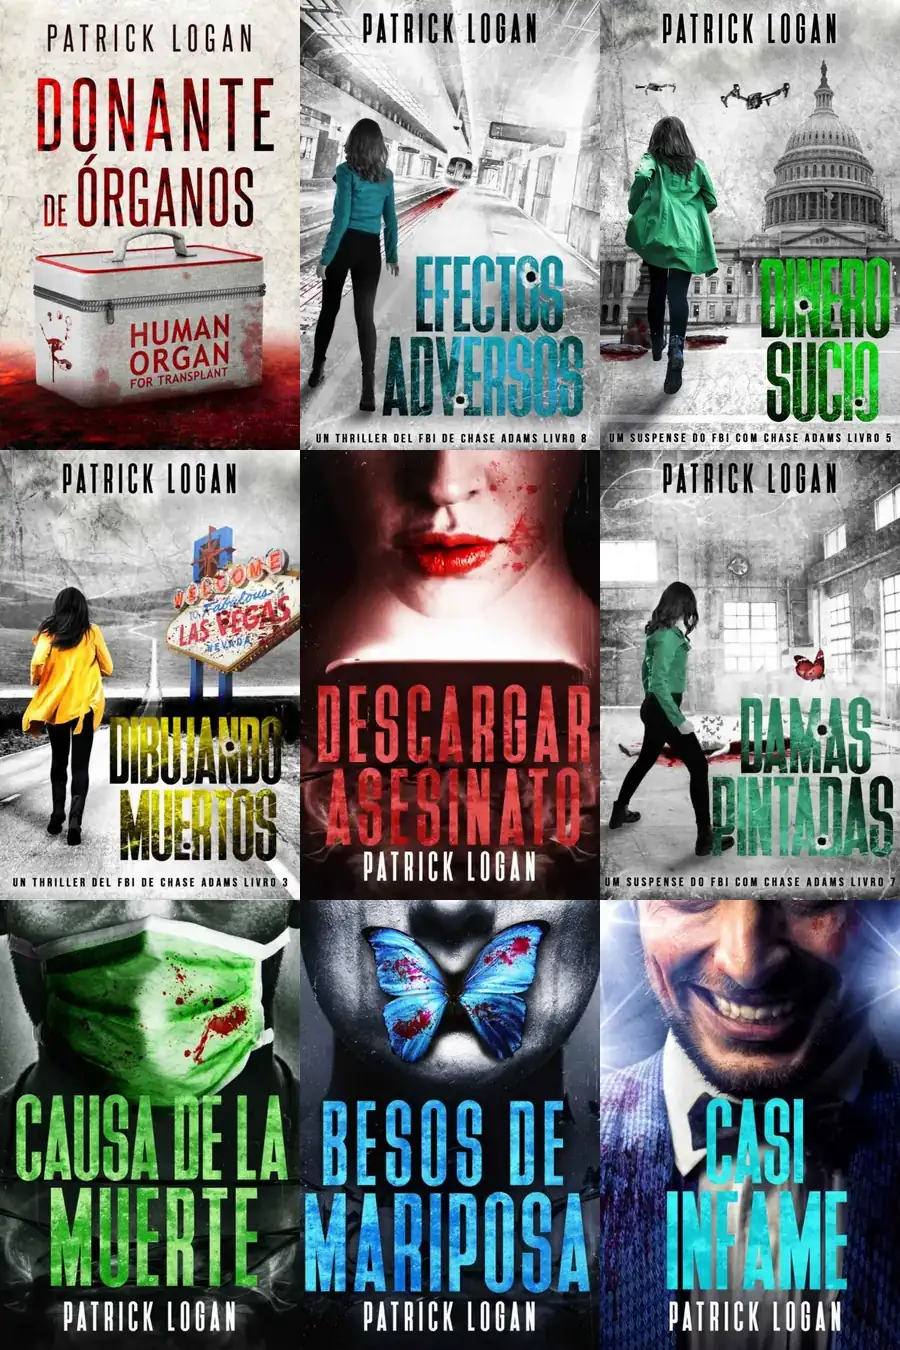 PATRICK LOGAN
DONANTE
DE ÓRGANOS
HUMAN
ORGAN
FOR TRANSPLANT
PATRICK LOGAN
EFECTOS
ADVERSOS
UN THRILLER DEL FBI DE CHASE ADAMS LIVRO 8
PATRICK LOGAN
DINERO
SUCIO
UM SUSPENSE DO FBI COM CHASE ADAMS LIVRO 5
PATRICK LOGAN
WELCOME
TO Fabulous
LAS VEGAS
NEVADA
DIBUJANDO
MUERTOS
UN THRILLER DEL FBI DE CHASE ADAMS LIVRO 3
DESCARGAR
ASESINATO
PATRICK LOGAN
PATRICK LOGAN
DAMAS
PINTADAS
UM SUSPENSE DO FBI COM CHASE ADAMS LIVRO 7
CAUSA DE LA
MUERTE
PATRICK LOGAN
BESOS DE
MARIPOSA
PATRICK LOGAN
CASI
INFAME
PATRICK LOGAN